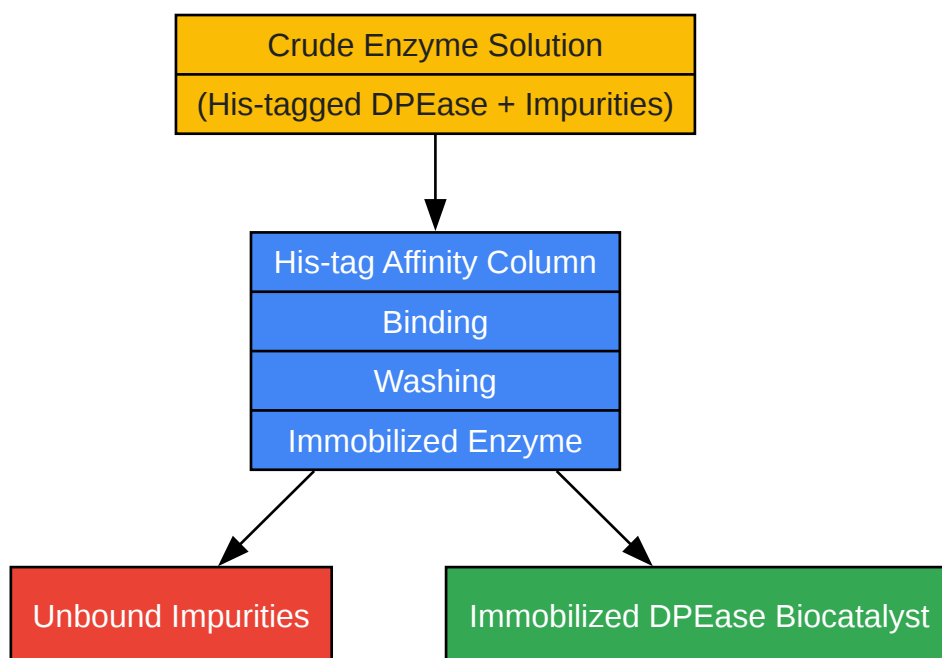 Crude Enzyme Solution
(His-tagged DPEase + Impurities)
His-tag Affinity Column
Binding
Washing
Immobilized Enzyme
Unbound Impurities
Immobilized DPEase Biocatalyst